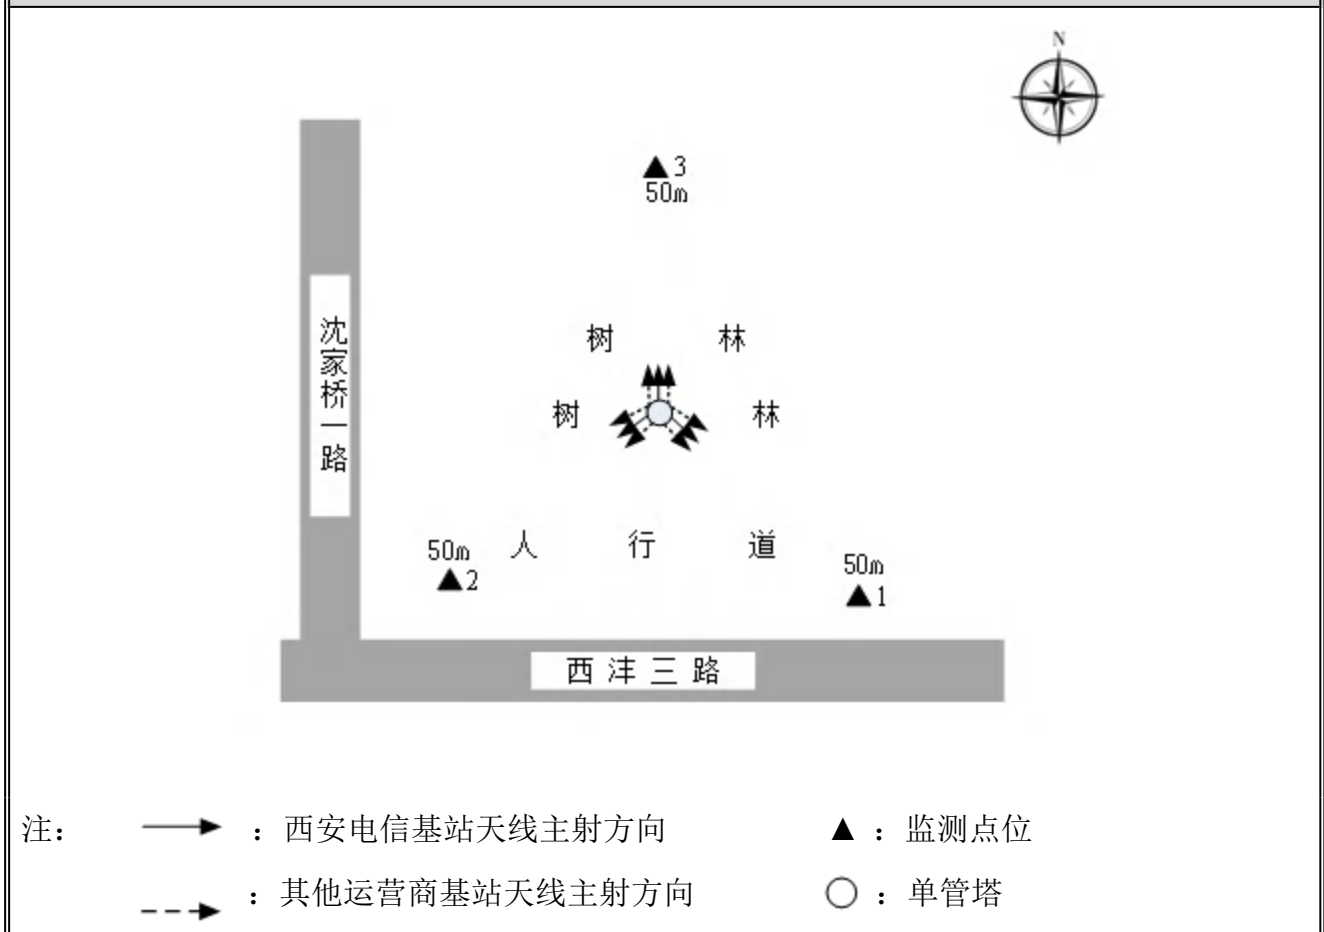 N
▲3
50m
树 林
树 林
沈家桥一路
50m
人 行 道
▲2
50m
▲1
西沣三路
注：
：西安电信基站天线主射方向
▲：监测点位
：其他运营商基站天线主射方向
○：单管塔